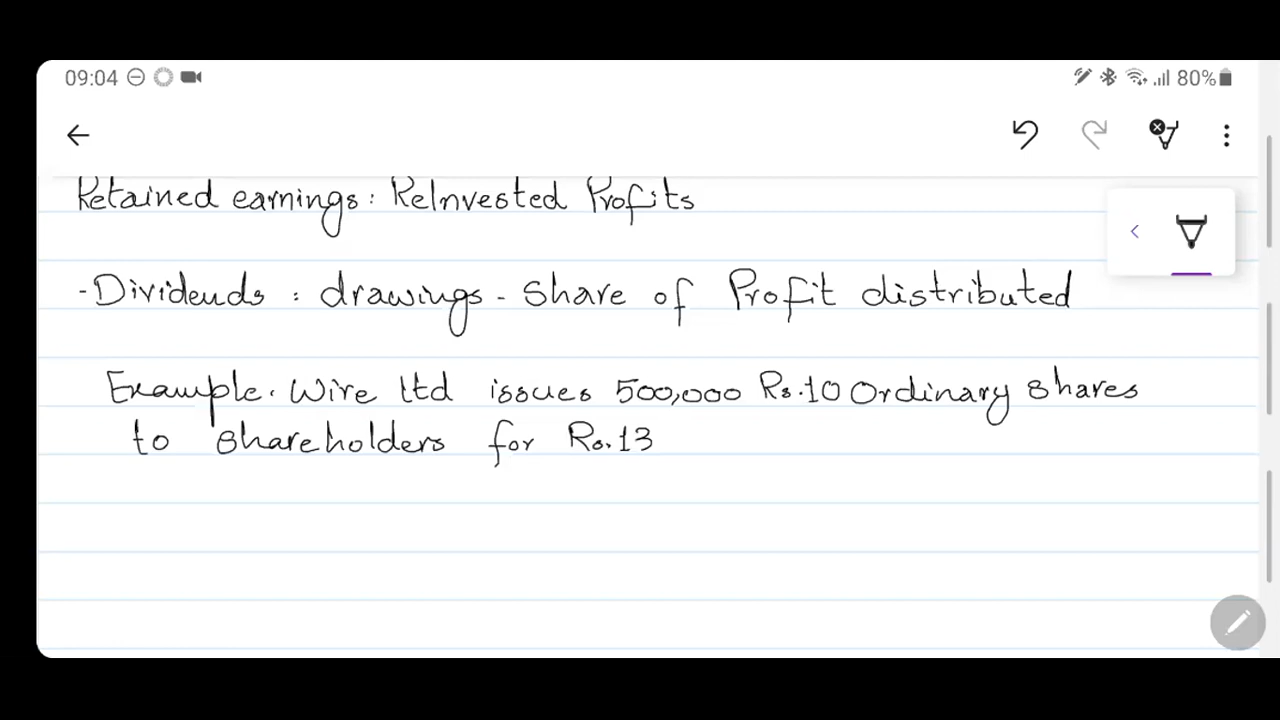 09:04
80%
Retained earnings: ReInvested Profits
- Dividends : drawings - Share of Profit distributed
Example. Wire ltd issues 500,000 Rs.10 Ordinary shares
to shareholders for Rs.13